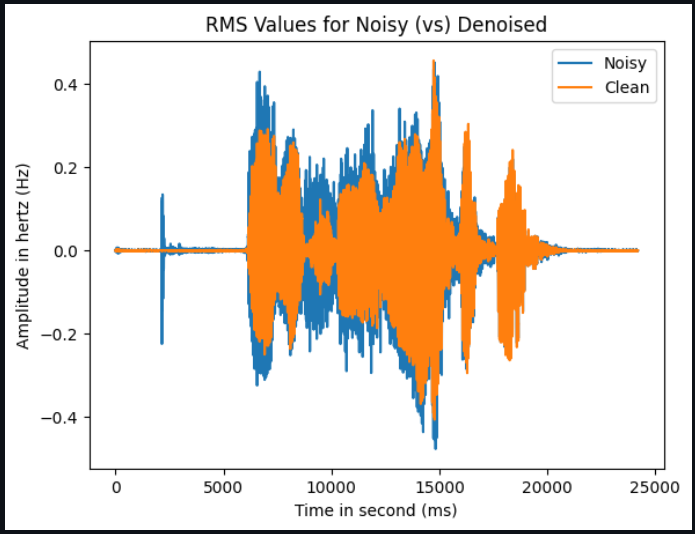 RMS Values for Noisy (vs) Denoised
Noisy
Clean
Amplitude in hertz (Hz)
0.4
0.2
0.0
−0.2
−0.4
0 5000 10000 15000 20000 25000
Time in second (ms)